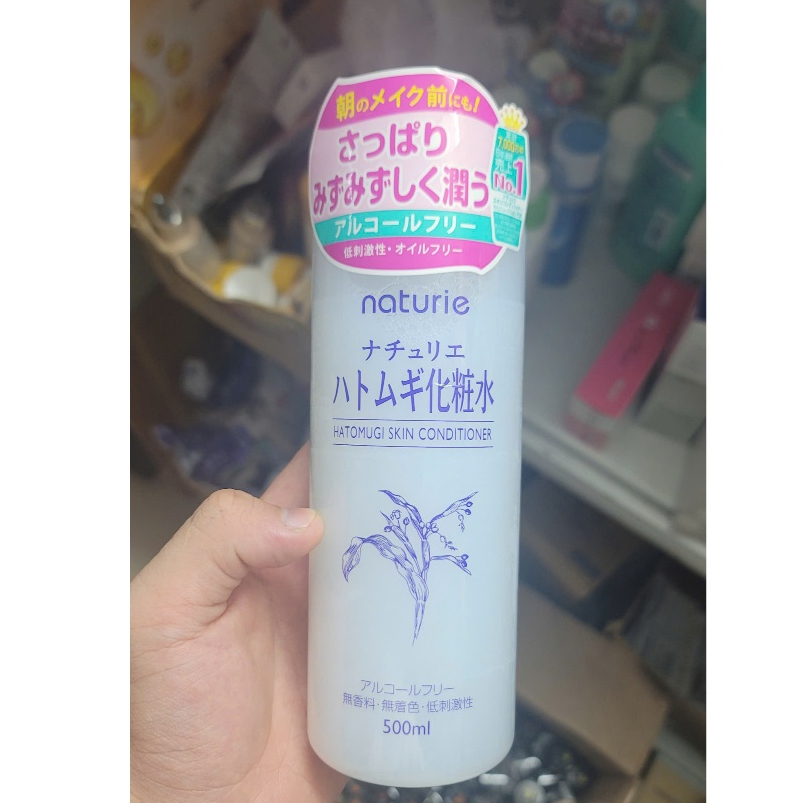 朝のメイク前にも!
さっぱり
みずみずしく潤う
アルコールフリー
低刺激性・オイルフリー
売上
No.1
naturie
ナチュリエ
ハトムギ化粧水
HATOMUGI SKIN CONDITIONER
アルコールフリー
無香料・無着色・低刺激性
500ml